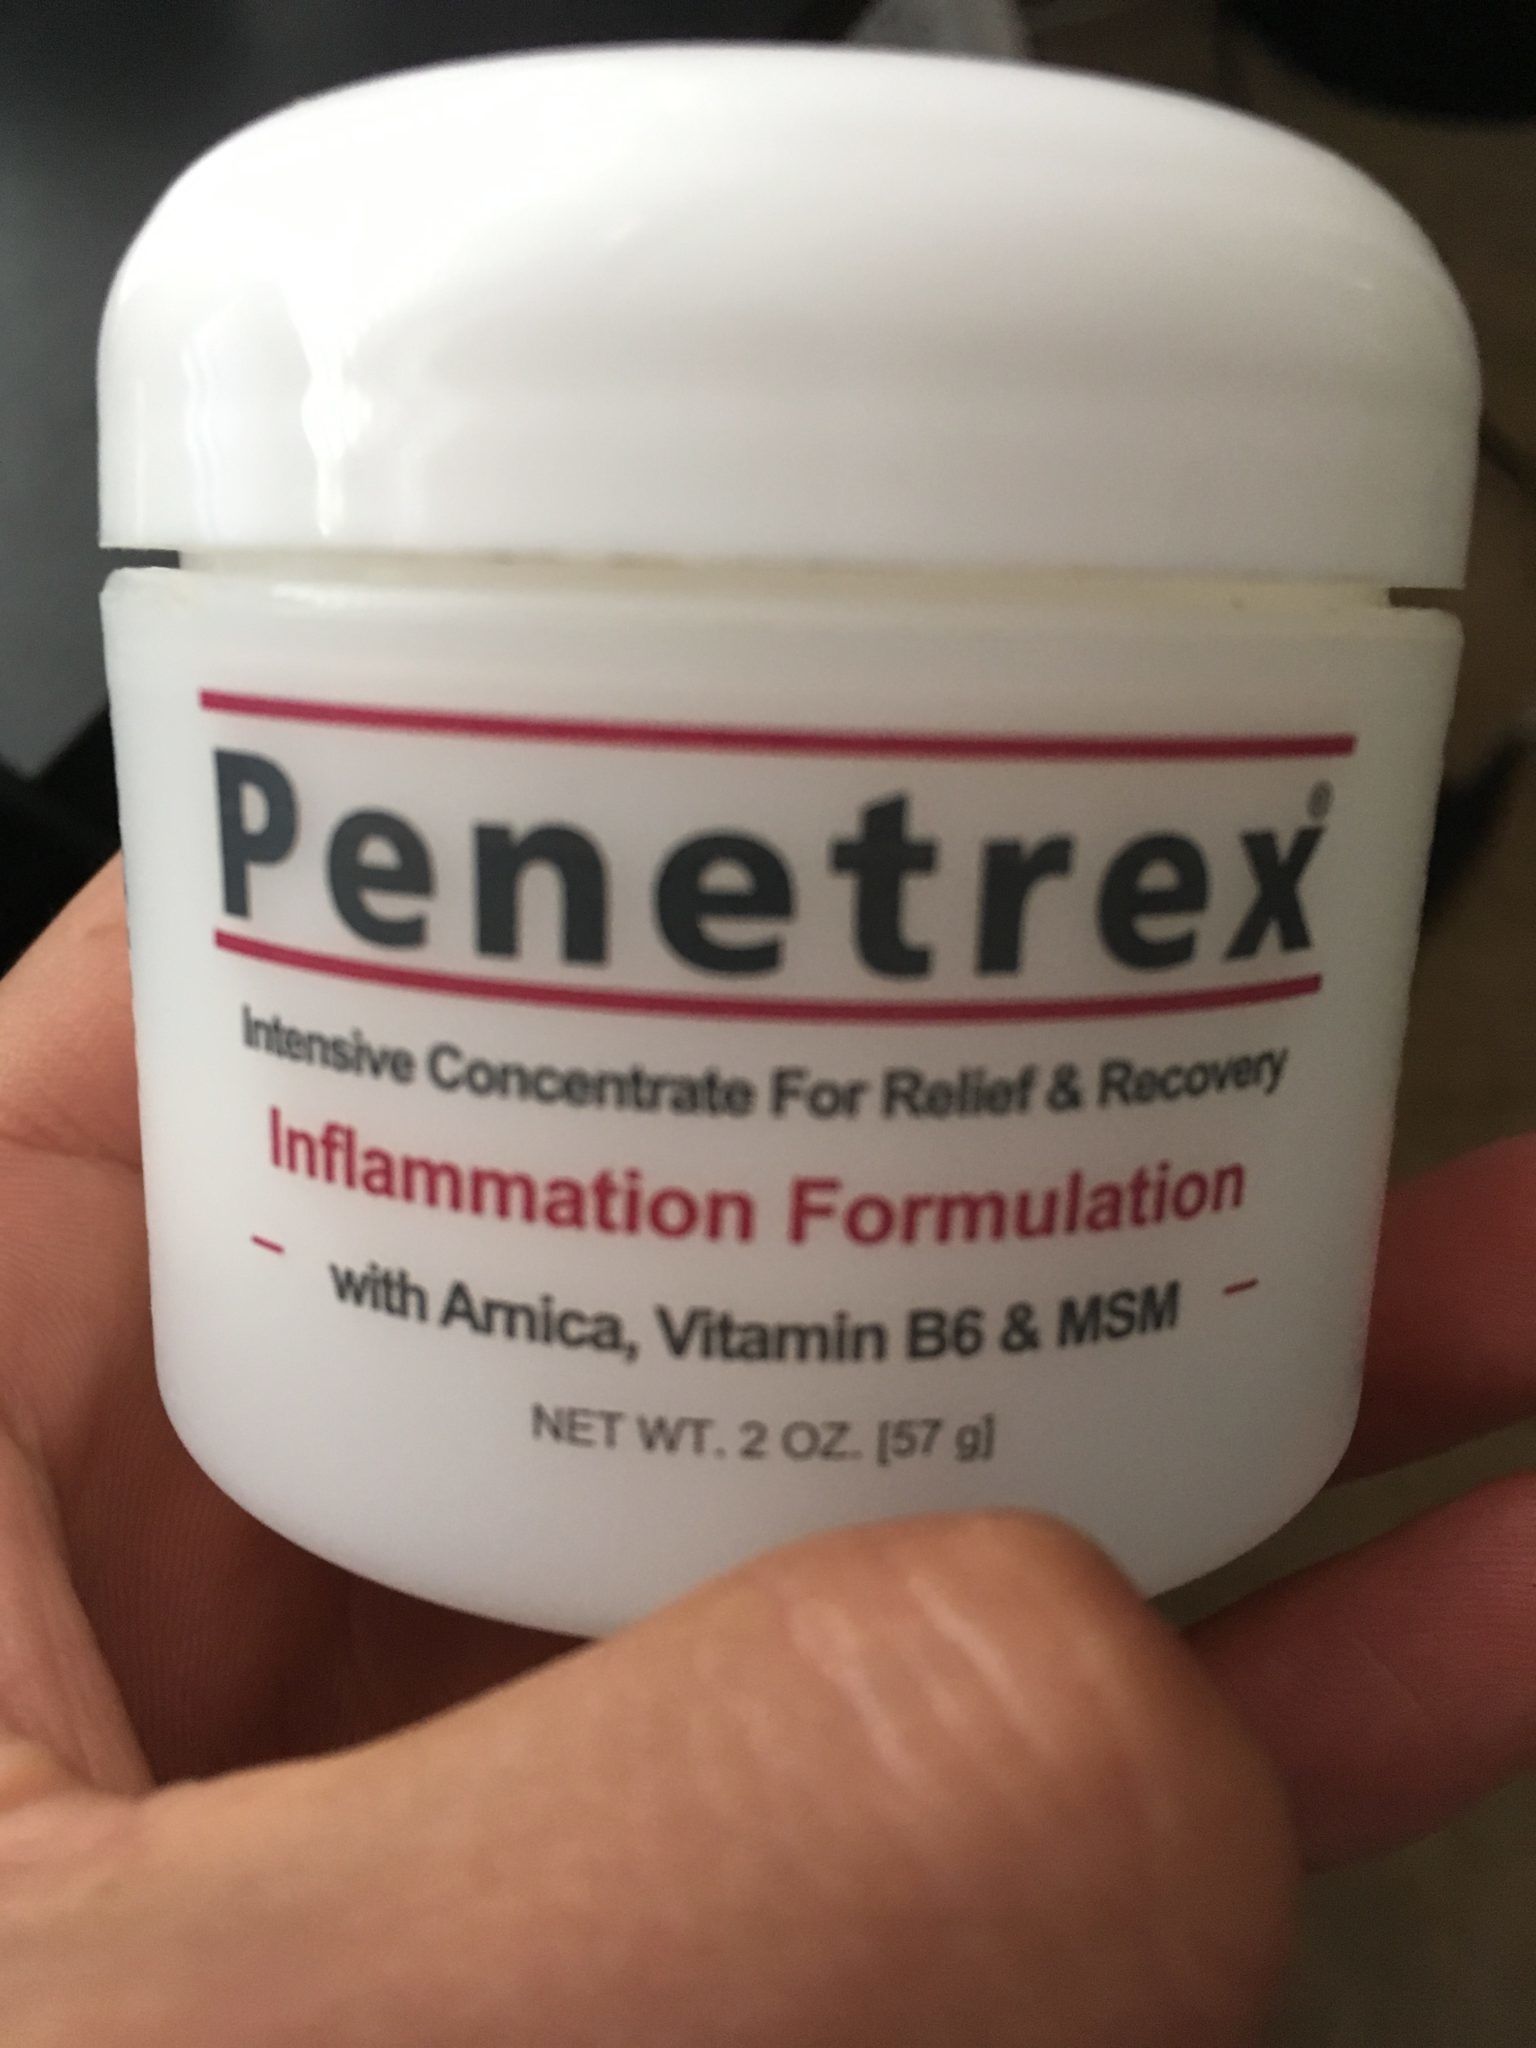 Penetrex®
Intensive Concentrate For Relief & Recovery
Inflammation Formulation
- with Arnica, Vitamin B6 & MSM -
NET WT. 2 OZ. [57 g]